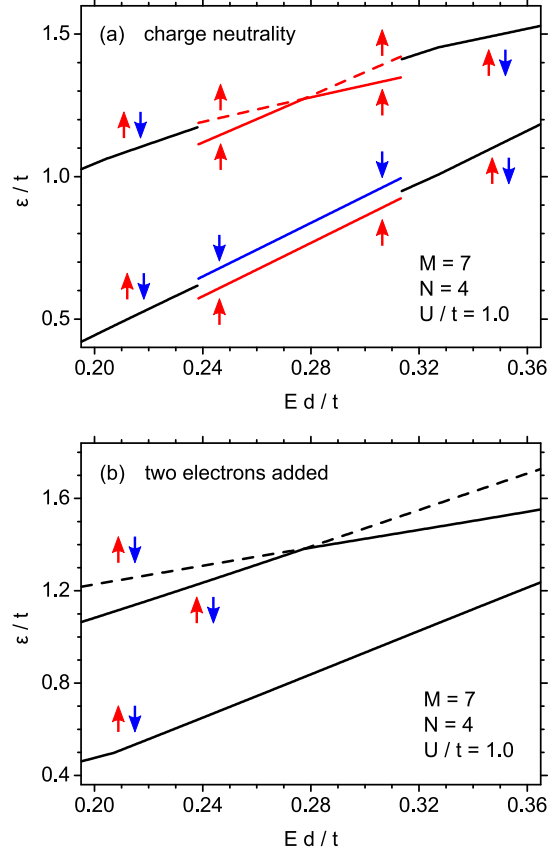 (a) charge neutrality
1.5
1.0
0.5
ε / t
M = 7
N = 4
U / t = 1.0
0.20 0.24 0.28 0.32 0.36
E d / t
(b) two electrons added
1.6
1.2
0.8
0.4
ε / t
M = 7
N = 4
U / t = 1.0
0.20 0.24 0.28 0.32 0.36
E d / t